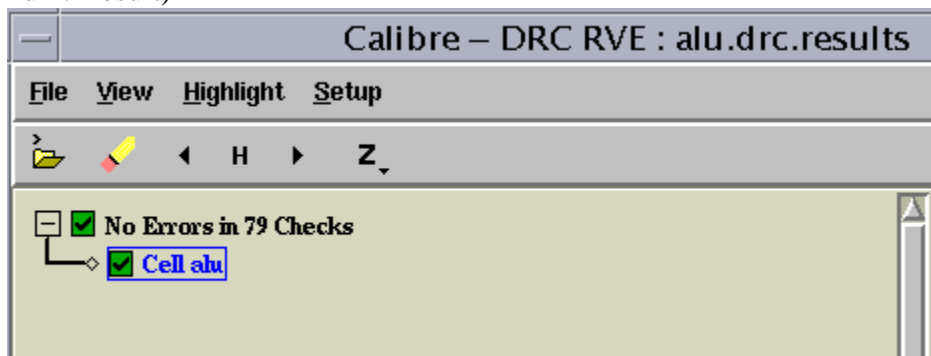 Calibre – DRC RVE : alu.drc.results
File View Highlight Setup
H Z
No Errors in 79 Checks
Cell alu